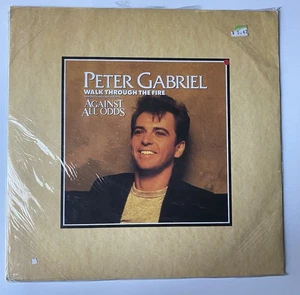 PETER GABRIEL
WALK THROUGH THE FIRE
AGAINST
ALL ODDS